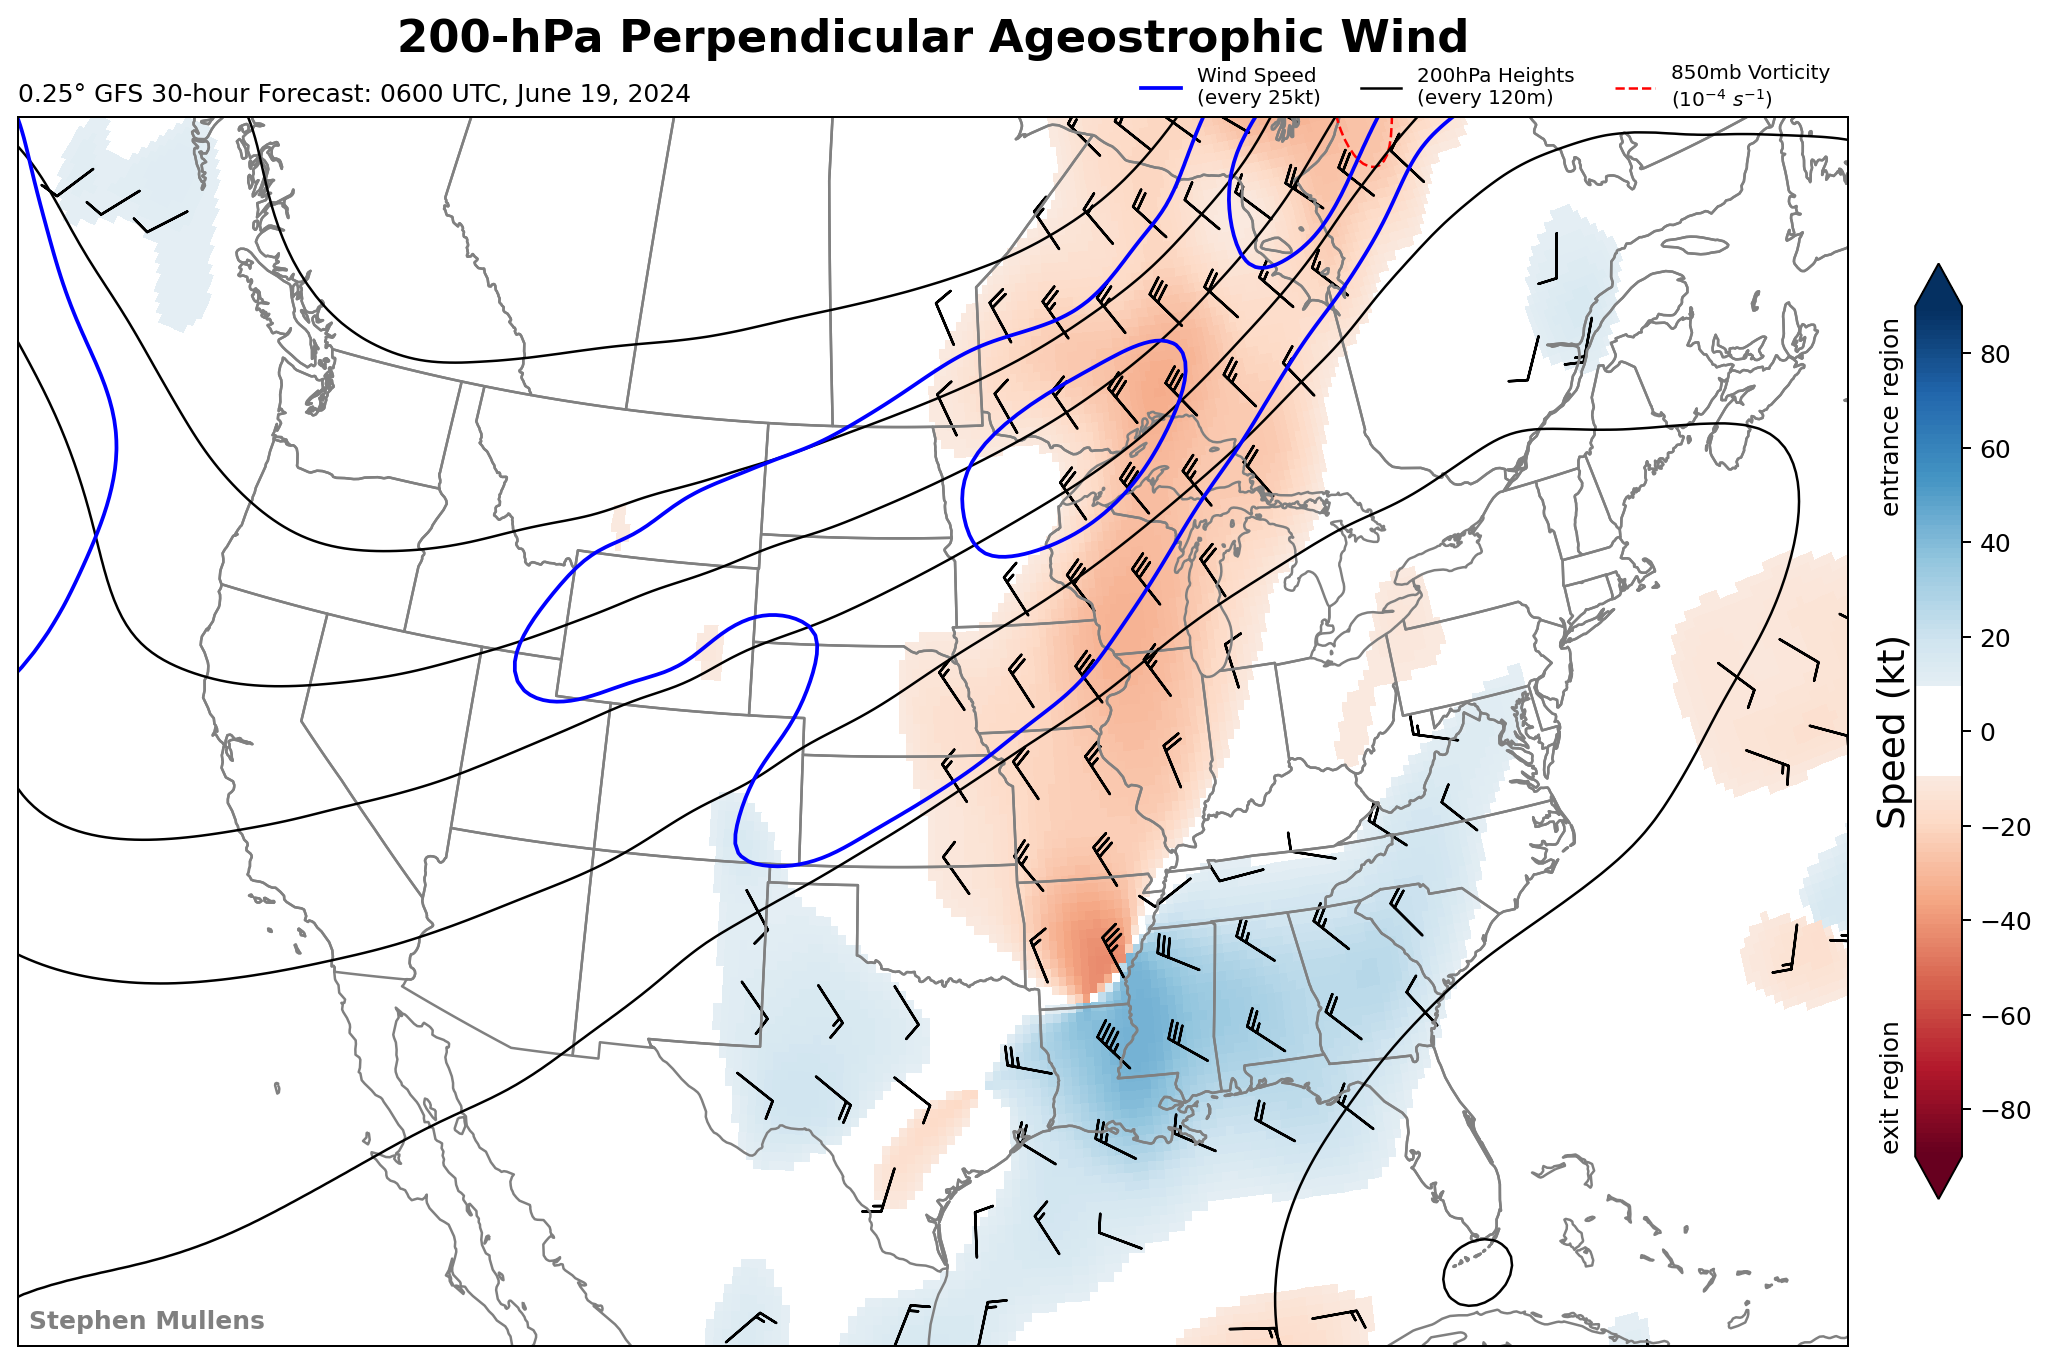 200-hPa Perpendicular Ageostrophic Wind
0.25° GFS 30-hour Forecast: 0600 UTC, June 19, 2024
Wind Speed
(every 25kt)
200hPa Heights
(every 120m)
850mb Vorticity
(10⁻⁴ s⁻¹)
entrance region
Speed (kt)
exit region
80
60
40
20
0
−20
−40
−60
−80
Stephen Mullens